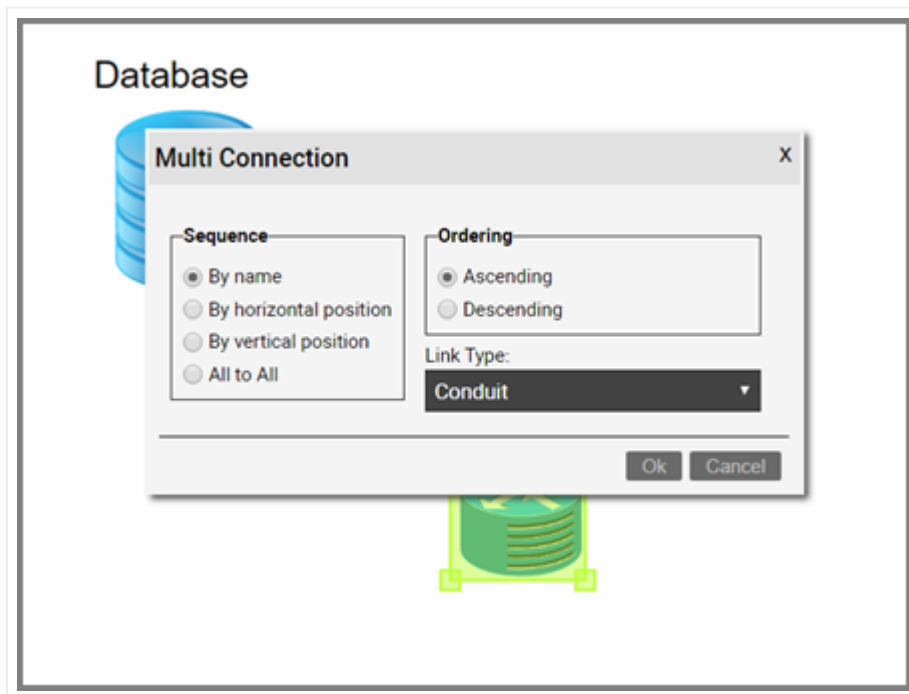 Database
Multi Connection
X
Sequence
By name
By horizontal position
By vertical position
All to All
Ordering
Ascending
Descending
Link Type:
Conduit
Ok
Cancel